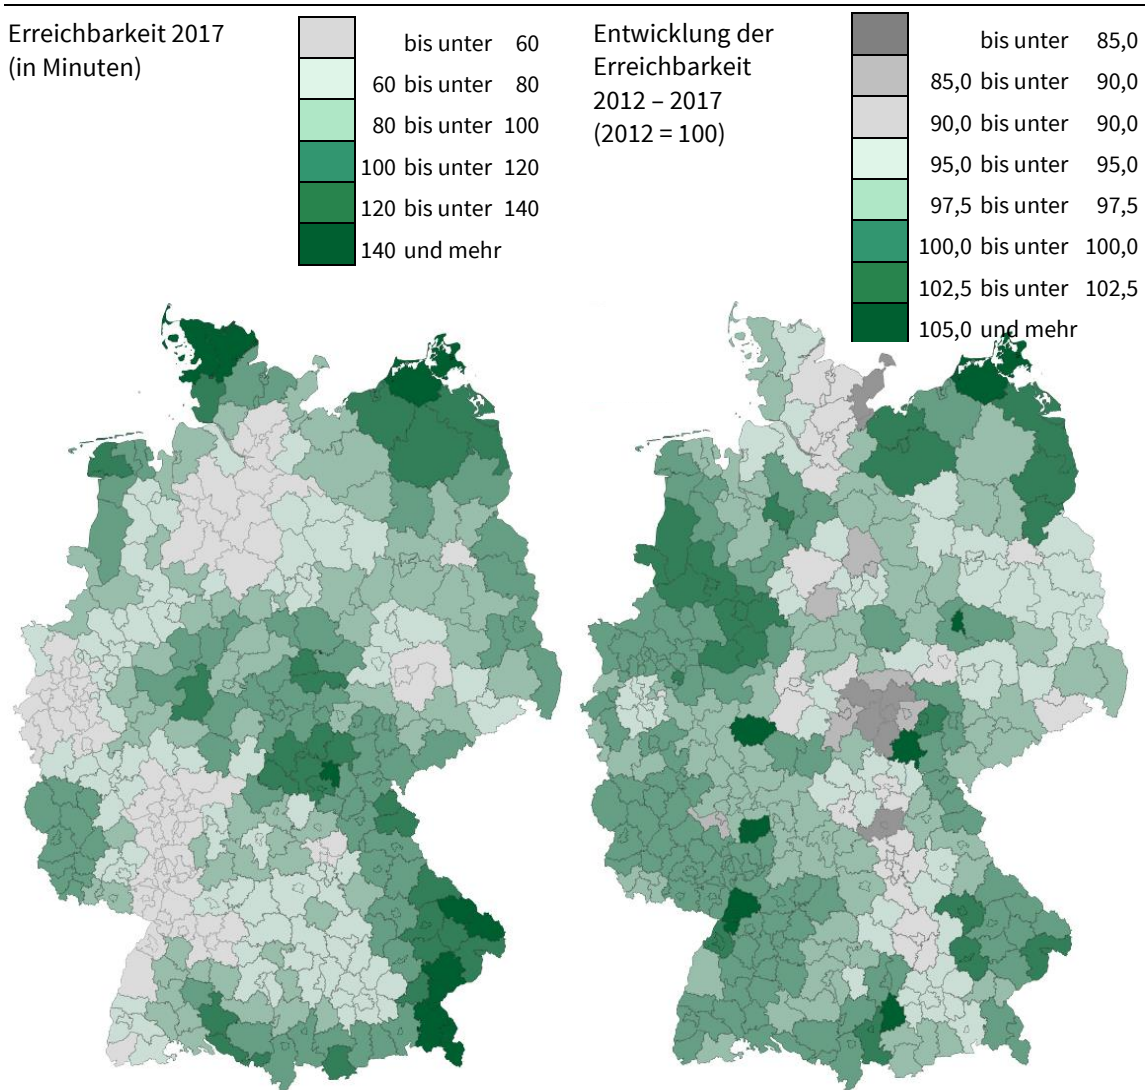 Erreichbarkeit 2017
(in Minuten)
bis unter 60
60 bis unter 80
80 bis unter 100
100 bis unter 120
120 bis unter 140
140 und mehr
Entwicklung der
Erreichbarkeit
2012 – 2017
(2012 = 100)
bis unter 85,0
85,0 bis unter 90,0
90,0 bis unter 90,0
95,0 bis unter 95,0
97,5 bis unter 97,5
100,0 bis unter 100,0
102,5 bis unter 102,5
105,0 und mehr